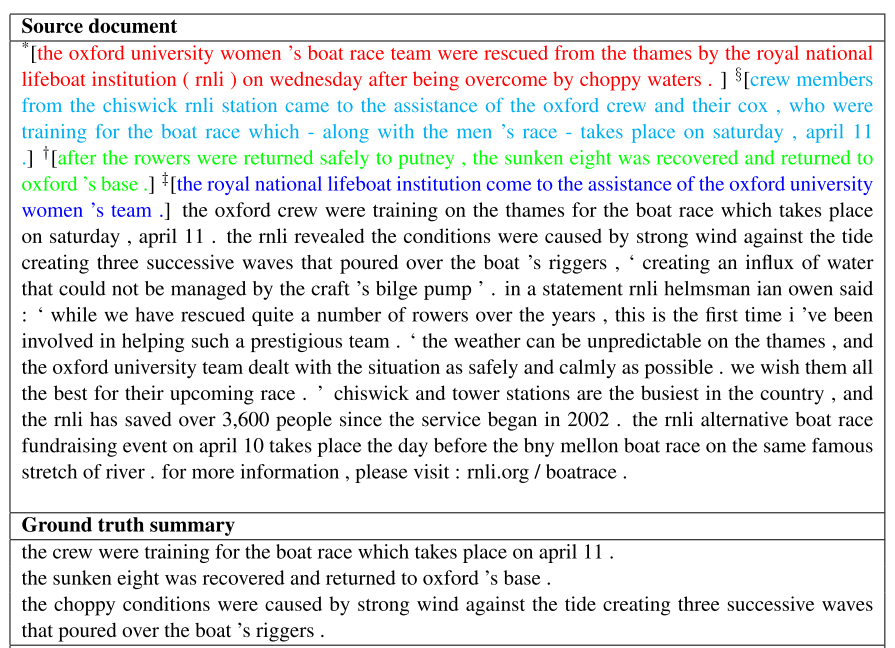 Source document
*[the oxford university women 's boat race team were rescued from the thames by the royal national
lifeboat institution ( rnli ) on wednesday after being overcome by choppy waters . ] §[crew members
from the chiswick rnli station came to the assistance of the oxford crew and their cox , who were
training for the boat race which - along with the men 's race - takes place on saturday , april 11
.] †[after the rowers were returned safely to putney , the sunken eight was recovered and returned to
oxford 's base .] ‡[the royal national lifeboat institution come to the assistance of the oxford university
women 's team .] the oxford crew were training on the thames for the boat race which takes place
on saturday , april 11 . the rnli revealed the conditions were caused by strong wind against the tide
creating three successive waves that poured over the boat 's riggers , ‘ creating an influx of water
that could not be managed by the craft 's bilge pump ’ . in a statement rnli helmsman ian owen said
: ‘ while we have rescued quite a number of rowers over the years , this is the first time i 've been
involved in helping such a prestigious team . ‘ the weather can be unpredictable on the thames , and
the oxford university team dealt with the situation as safely and calmly as possible . we wish them all
the best for their upcoming race . ’ chiswick and tower stations are the busiest in the country , and
the rnli has saved over 3,600 people since the service began in 2002 . the rnli alternative boat race
fundraising event on april 10 takes place the day before the bny mellon boat race on the same famous
stretch of river . for more information , please visit : rnli.org / boatrace .
Ground truth summary
the crew were training for the boat race which takes place on april 11 .
the sunken eight was recovered and returned to oxford 's base .
the choppy conditions were caused by strong wind against the tide creating three successive waves
that poured over the boat 's riggers .